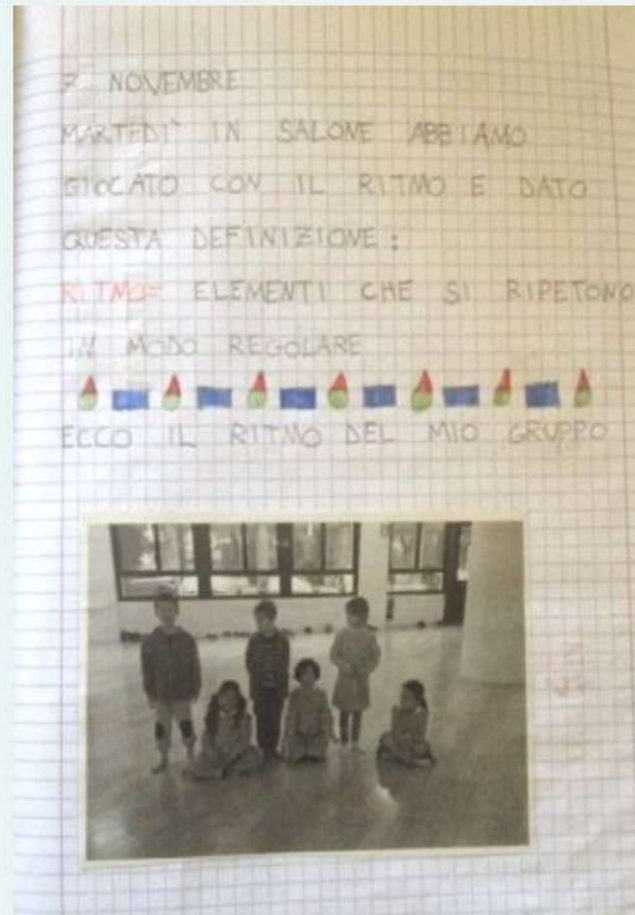 7 NOVEMBRE
MARTEDI' IN SALONE ABBIAMO
GIOCATO CON IL RITMO E DATO
QUESTA DEFINIZIONE:
RITMO= ELEMENTI CHE SI RIPETONO
IN MODO REGOLARE
ECCO IL RITMO DEL MIO GRUPPO